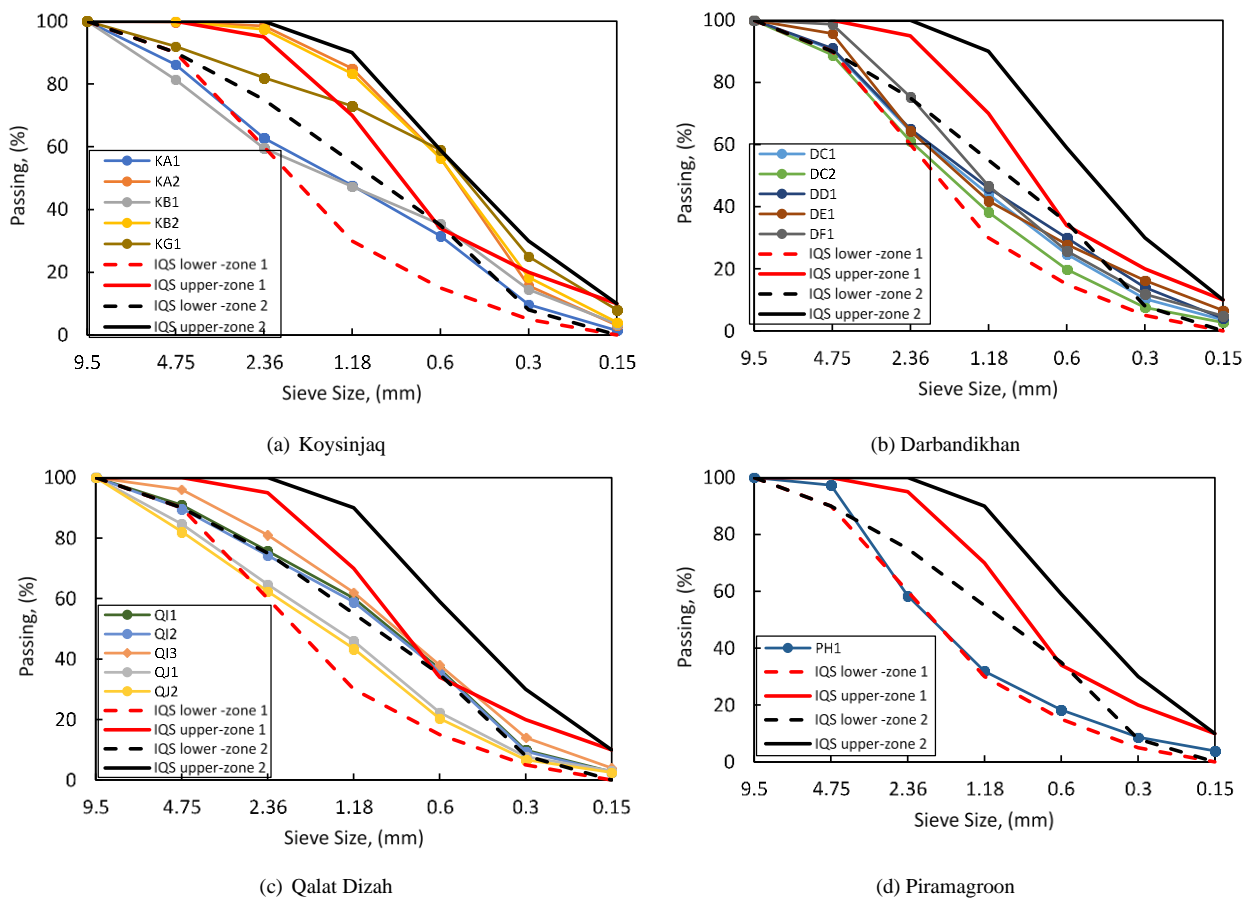 100
80
60
40
20
0
Passing, (%)
KA1
KA2
KB1
KB2
KG1
IQS lower -zone 1
IQS upper-zone 1
IQS lower -zone 2
IQS upper-zone 2
9.5 4.75 2.36 1.18 0.6 0.3 0.15
Sieve Size, (mm)
(a) Koysinjaq
100
80
60
40
20
0
Passing, (%)
DC1
DC2
DD1
DE1
DF1
IQS lower -zone 1
IQS upper-zone 1
IQS lower -zone 2
IQS upper-zone 2
9.5 4.75 2.36 1.18 0.6 0.3 0.15
Sieve Size, (mm)
(b) Darbandikhan
100
80
60
40
20
0
Passing, (%)
QI1
QI2
QI3
QJ1
QJ2
IQS lower -zone 1
IQS upper-zone 1
IQS lower -zone 2
IQS upper-zone 2
9.5 4.75 2.36 1.18 0.6 0.3 0.15
Sieve Size, (mm)
(c) Qalat Dizah
100
80
60
40
20
0
Passing, (%)
PH1
IQS lower -zone 1
IQS upper-zone 1
IQS lower -zone 2
IQS upper-zone 2
9.5 4.75 2.36 1.18 0.6 0.3 0.15
Sieve Size, (mm)
(d) Piramagroon